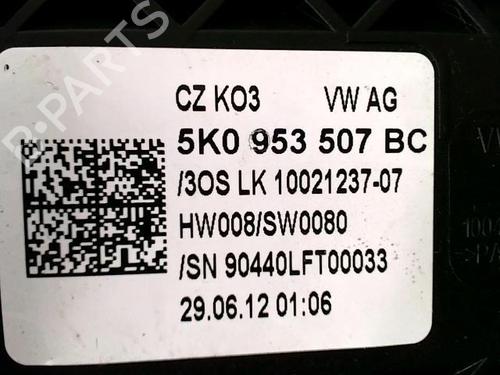 B-PARTS
CZ KO3 VW AG
5K0 953 507 BC
/3OS LK 10021237-07
HW008/SW0080
/SN 90440LFT00033
29.06.12 01:06